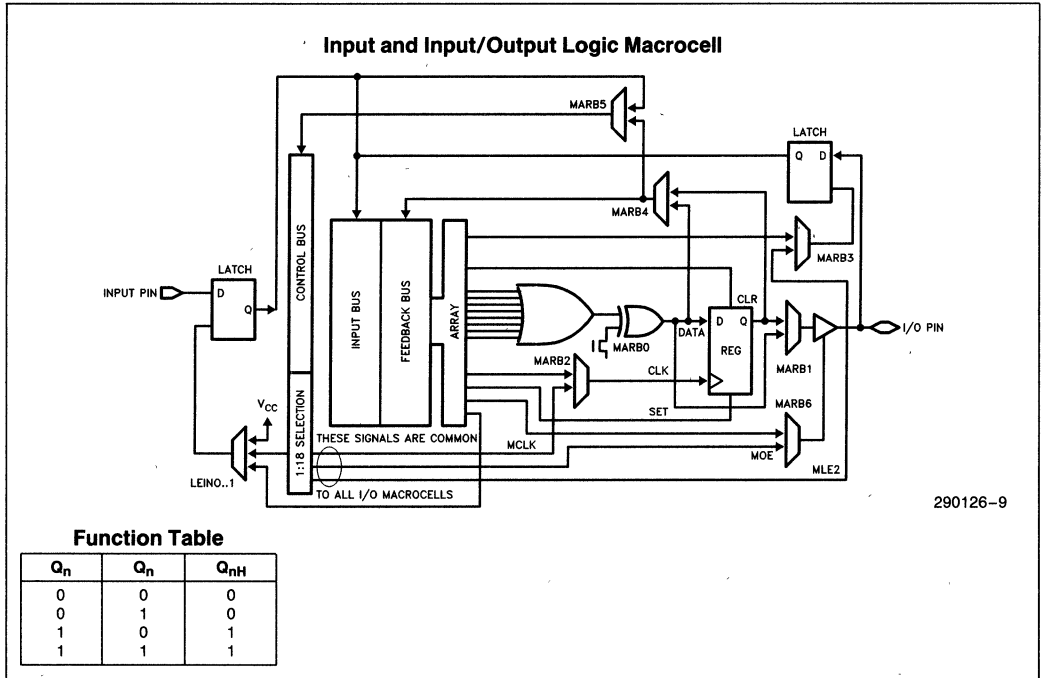 Input and Input/Output Logic Macrocell
MARB5
LATCH
Q D
MARB4
MARB3
CONTROL BUS
INPUT BUS
FEEDBACK BUS
ARRAY
LATCH
INPUT PIN
D
Q
CLR
D Q
DATA
REG
I/O PIN
MARB0
MARB1
MARB2
CLK
SET
MARB6
VCC
1:18 SELECTION
THESE SIGNALS ARE COMMON
MCLK
MOE
MLE2
LEIN0..1
TO ALL I/O MACROCELLS
290126–9
Function Table
Qn Qn QnH
0 0 0
0 1 0
1 0 1
1 1 1